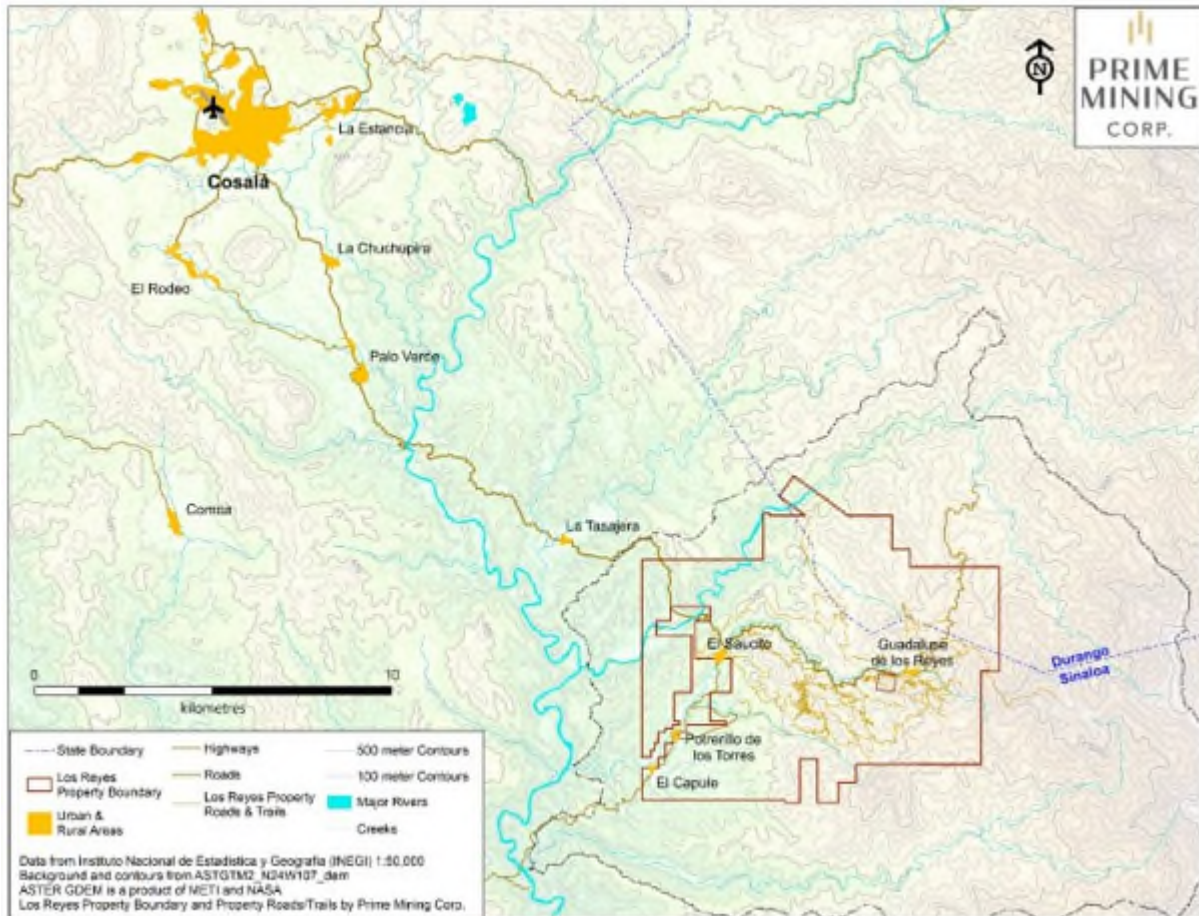 PRIME
MINING
CORP.
N
La Estancia
Cosalá
La Chuchupira
El Rodeo
Palo Verde
Comoa
La Tasajera
El Saucito
Guadalupe
de los Reyes
Durango
Sinaloa
Potrerillo de
los Torres
El Capule
0
10
kilometres
State Boundary
Los Reyes
Property Boundary
Urban &
Rural Areas
Highways
Roads
Los Reyes Property
Roads & Trails
500 meter Contours
100 meter Contours
Major Rivers
Creeks
Data from Instituto Nacional de Estadística y Geografía (INEGI) 1:50,000
Background and contours from ASTGTM2_N24W107_dem
ASTER GDEM is a product of METI and NASA
Los Reyes Property Boundary and Property Roads/Trails by Prime Mining Corp.